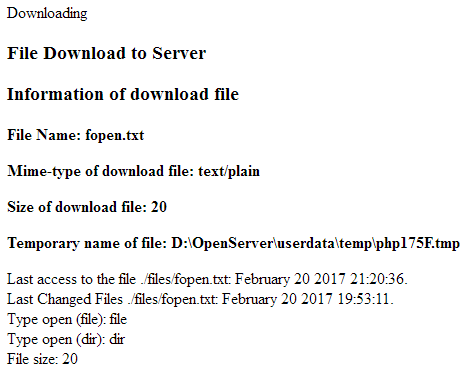 Downloading
File Download to Server
Information of download file
File Name: fopen.txt
Mime-type of download file: text/plain
Size of download file: 20
Temporary name of file: D:\OpenServer\userdata\temp\php175F.tmp
Last access to the file ./files/fopen.txt: February 20 2017 21:20:36.
Last Changed Files ./files/fopen.txt: February 20 2017 19:53:11.
Type open (file): file
Type open (dir): dir
File size: 20